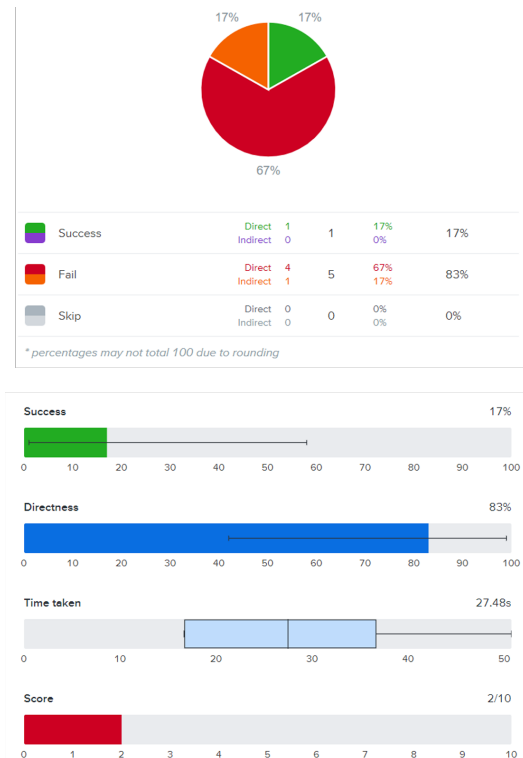 17% 17%
67%
Success Direct 1 1 17% 17%
Indirect 0 0%
Fail Direct 4 5 67% 83%
Indirect 1 17%
Skip Direct 0 0 0% 0%
Indirect 0 0%
* percentages may not total 100 due to rounding
Success 17%
0 10 20 30 40 50 60 70 80 90 100
Directness 83%
0 10 20 30 40 50 60 70 80 90 100
Time taken 27.48s
0 10 20 30 40 50
Score 2/10
0 1 2 3 4 5 6 7 8 9 10